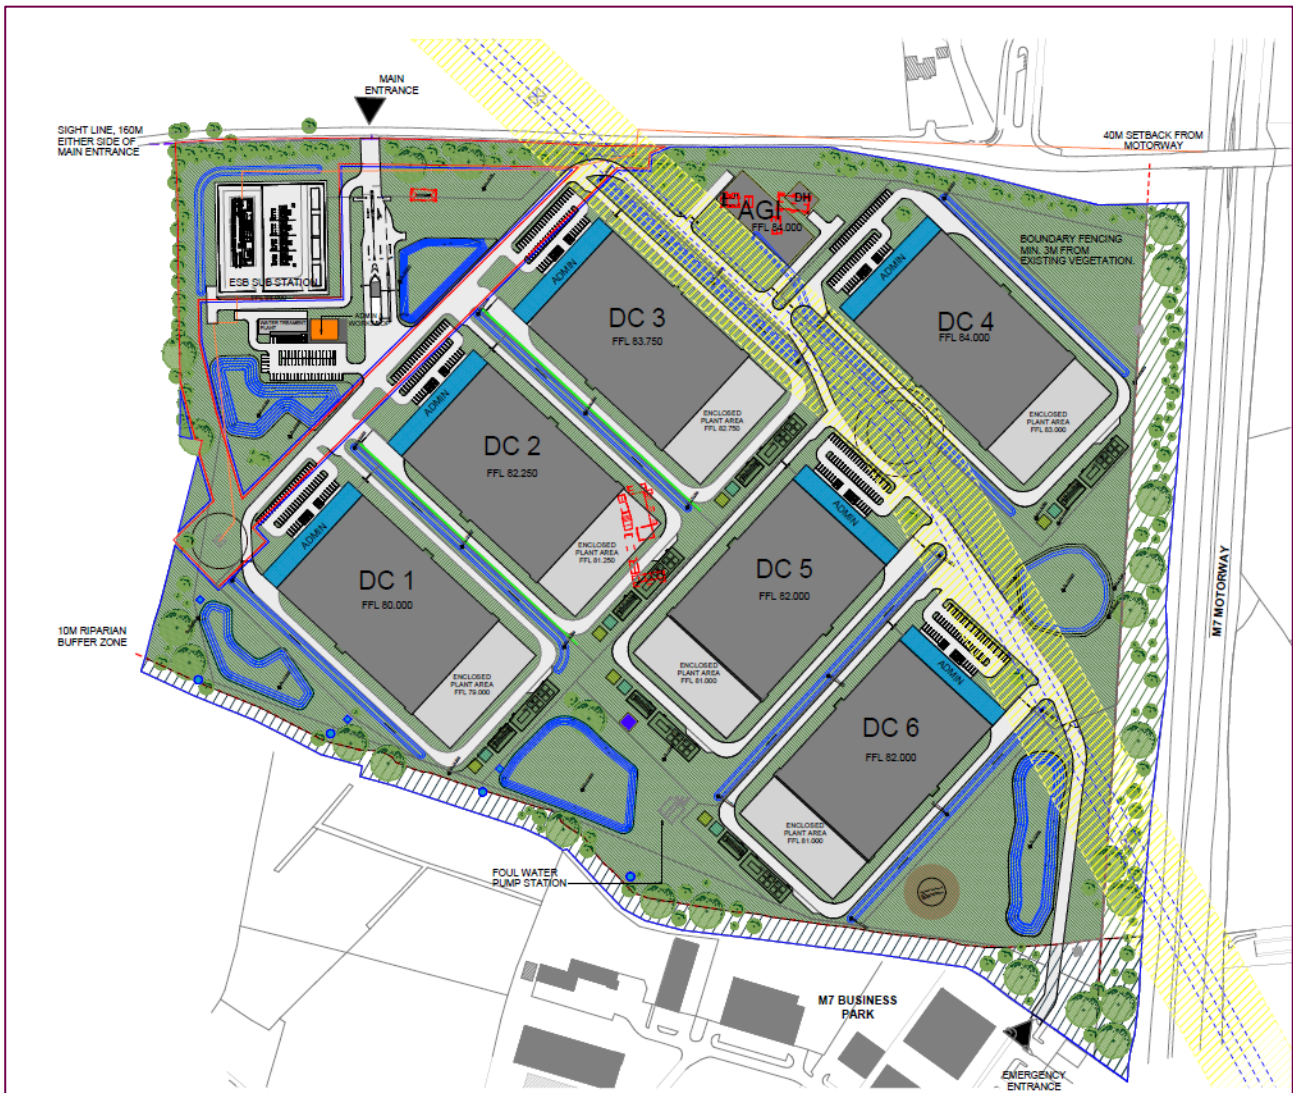 MAIN
ENTRANCE
SIGHT LINE, 160M
EITHER SIDE OF
MAIN ENTRANCE
40M SETBACK FROM
MOTORWAY
BOUNDARY FENCING
MIN. 3M FROM
EXISTING VEGETATION.
AGI
FFL 84.000
DH
ESB SUB STATION
WATER TREAMENT
PLANT
ADMIN
WORKSHOP
ADMIN
DC 3
FFL 83.750
ENCLOSED
PLANT AREA
FFL 82.750
ADMIN
DC 4
FFL 84.000
ENCLOSED
PLANT AREA
FFL 83.000
ADMIN
DC 2
FFL 82.250
ENCLOSED
PLANT AREA
FFL 81.250
ADMIN
DC 1
FFL 80.000
ENCLOSED
PLANT AREA
FFL 79.000
ADMIN
DC 5
FFL 82.000
ENCLOSED
PLANT AREA
FFL 81.000
ADMIN
DC 6
FFL 82.000
ENCLOSED
PLANT AREA
FFL 81.000
10M RIPARIAN
BUFFER ZONE
FOUL WATER
PUMP STATION
M7 MOTORWAY
M7 BUSINESS
PARK
EMERGENCY
ENTRANCE